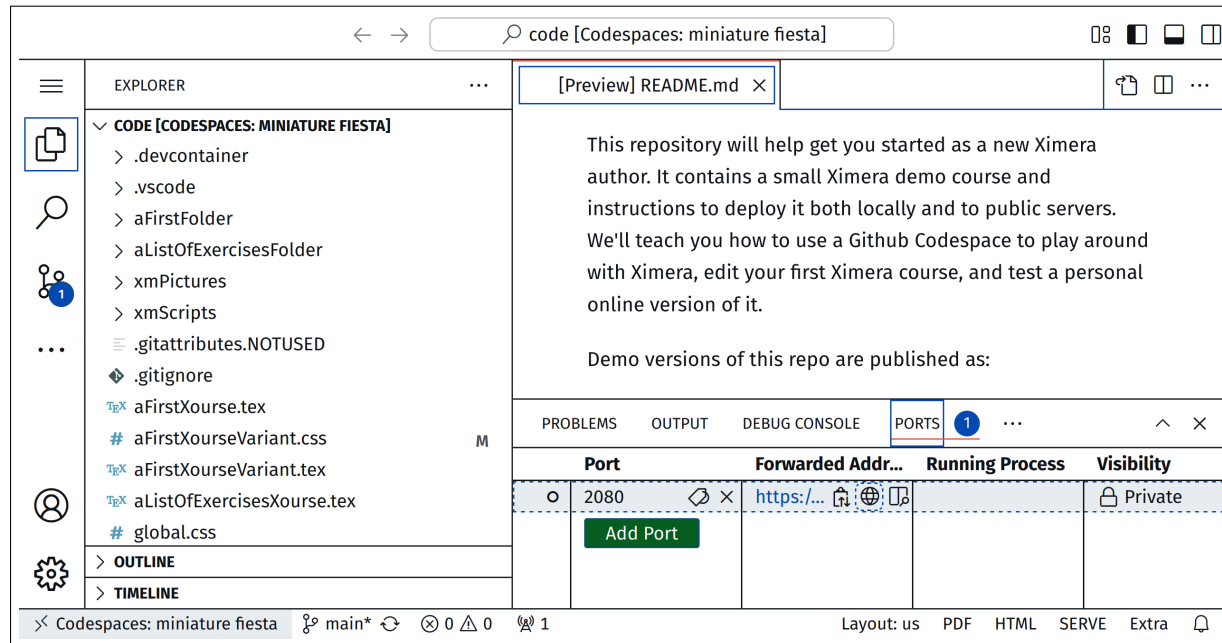 code [Codespaces: miniature fiesta]
EXPLORER
[Preview] README.md
CODE [CODESPACES: MINIATURE FIESTA]
.devcontainer
.vscode
aFirstFolder
aListOfExercisesFolder
xmPictures
xmScripts
.gitattributes.NOTUSED
.gitignore
TEX aFirstXourse.tex
# aFirstXourseVariant.css M
TEX aFirstXourseVariant.tex
TEX aListOfExercisesXourse.tex
# global.css
OUTLINE
TIMELINE
1
This repository will help get you started as a new Ximera
author. It contains a small Ximera demo course and
instructions to deploy it both locally and to public servers.
We'll teach you how to use a Github Codespace to play around
with Ximera, edit your first Ximera course, and test a personal
online version of it.
Demo versions of this repo are published as:
PROBLEMS OUTPUT DEBUG CONSOLE PORTS 1
Port Forwarded Addr... Running Process Visibility
2080 https:/... Private
Add Port
Codespaces: miniature fiesta main* 0 0 1 Layout: us PDF HTML SERVE Extra